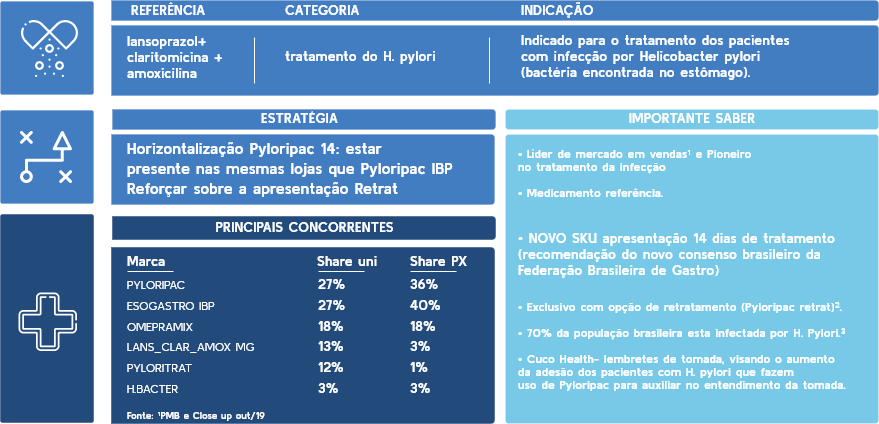 REFERÊNCIA
CATEGORIA
INDICAÇÃO
lansoprazol+
claritomicina +
amoxicilina
tratamento do H. pylori
Indicado para o tratamento dos pacientes
com infecção por Helicobacter pylori
(bactéria encontrada no estômago).
ESTRATÉGIA
Horizontalização Pyloripac 14: estar
presente nas mesmas lojas que Pyloripac IBP
Reforçar sobre a apresentação Retrat
PRINCIPAIS CONCORRENTES
Marca Share uni Share PX
PYLORIPAC 27% 36%
ESOGASTRO IBP 27% 40%
OMEPRAMIX 18% 18%
LANS_CLAR_AMOX MG 13% 3%
PYLORITRAT 12% 1%
H.BACTER 3% 3%
Fonte: ¹PMB e Close up out/19
IMPORTANTE SABER
• Lider de mercado em vendas¹ e Pioneiro
no tratamento da infecção
• Medicamento referência.
• NOVO SKU apresentação 14 dias de tratamento
(recomendação do novo consenso brasileiro da
Federação Brasileira de Gastro)
• Exclusivo com opção de retratamento (Pyloripac retrat)².
• 70% da população brasileira esta infectada por H. Pylori.³
• Cuco Health- lembretes de tomada, visando o aumento
da adesão dos pacientes com H. pylori que fazem
uso de Pyloripac para auxiliar no entendimento da tomada.